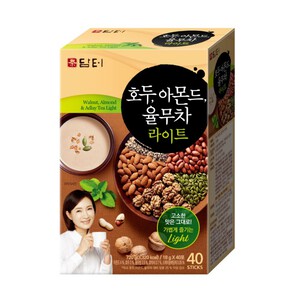 담터
Walnut, Almond
& Adlay Tea Light
호두, 아몬드,
율무차
라이트
고소한
맛은 그대로!
가볍게 즐기는
Light
40
STICKS